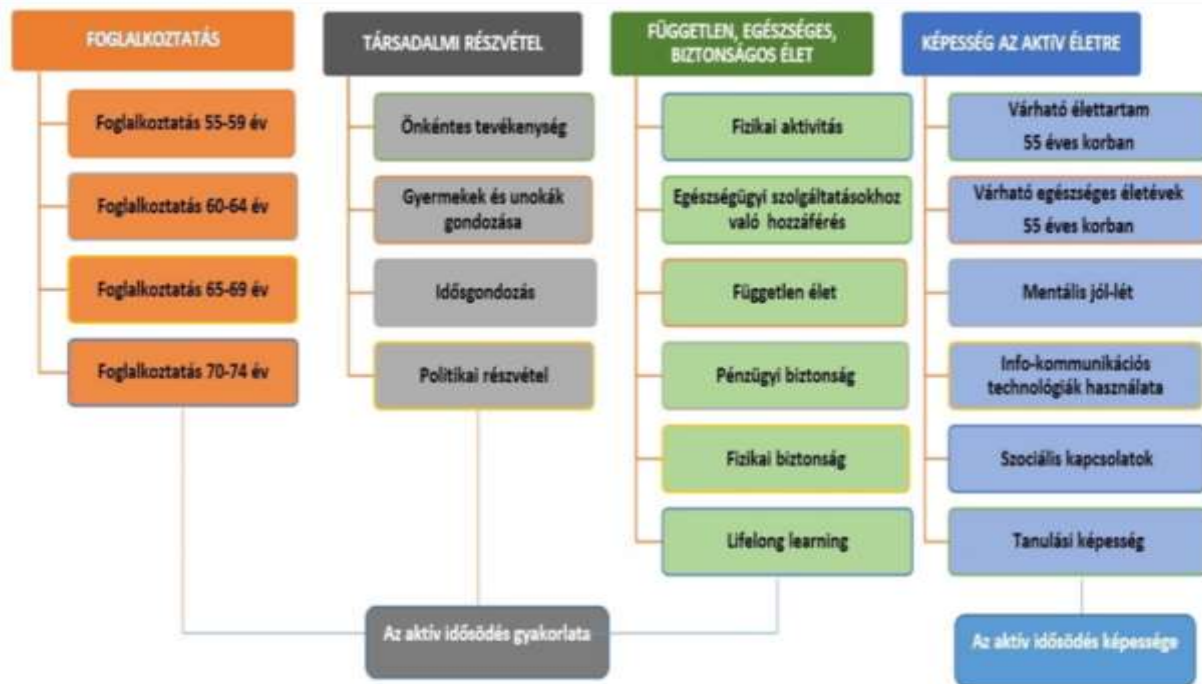 FOGLALKOZTATÁS
Foglalkoztatás 55-59 év
Foglalkoztatás 60-64 év
Foglalkoztatás 65-69 év
Foglalkoztatás 70-74 év
TÁRSADALMI RÉSZVÉTEL
Önkéntes tevékenység
Gyermekek és unokák
gondozása
Idősgondozás
Politikai részvétel
FÜGGETLEN, EGÉSZSÉGES,
BIZTONSÁGOS ÉLET
Fizikai aktivitás
Egészségügyi szolgáltatásokhoz
való hozzáférés
Független élet
Pénzügyi biztonság
Fizikai biztonság
Lifelong learning
KÉPESSÉG AZ AKTÍV ÉLETRE
Várható élettartam
55 éves korban
Várható egészséges életévek
55 éves korban
Mentális jól-lét
Info-kommunikációs
technológiák használata
Szociális kapcsolatok
Tanulási képesség
Az aktív idősödés gyakorlata
Az aktív idősödés képessége